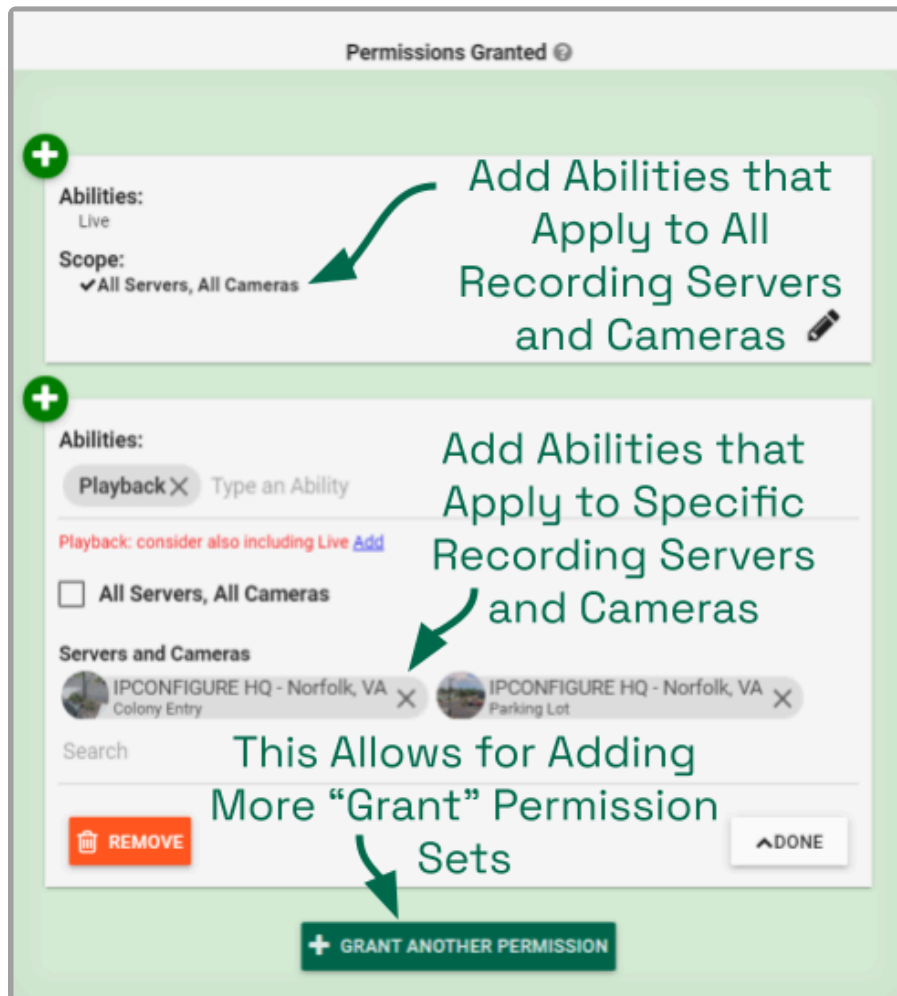 Permissions Granted
Add Abilities that
Apply to All
Recording Servers
and Cameras
Abilities:
Live
Scope:
All Servers, All Cameras
Abilities:
Playback Type an Ability
Add Abilities that
Apply to Specific
Recording Servers
and Cameras
Playback: consider also including Live Add
All Servers, All Cameras
Servers and Cameras
IPCONFIGURE HQ - Norfolk, VA
Colony Entry
IPCONFIGURE HQ - Norfolk, VA
Parking Lot
Search
This Allows for Adding
More “Grant” Permission
Sets
REMOVE
DONE
GRANT ANOTHER PERMISSION